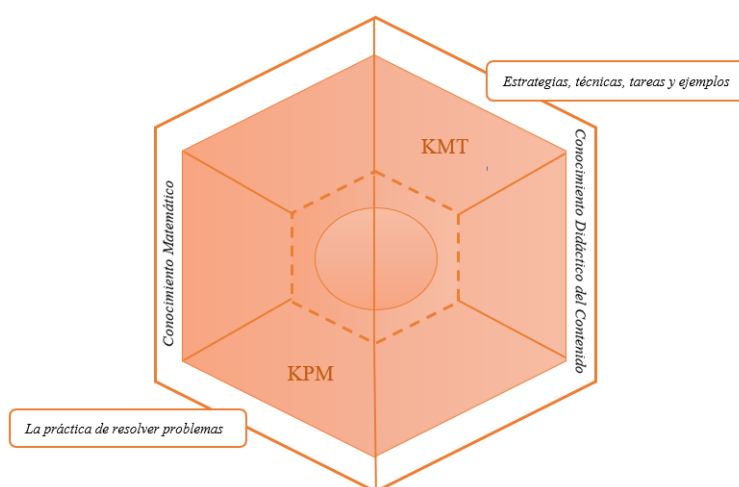 Estrategias, técnicas, tareas y ejemplos
KMT
Conocimiento Matemático
Conocimiento Didáctico del Contenido
KPM
La práctica de resolver problemas